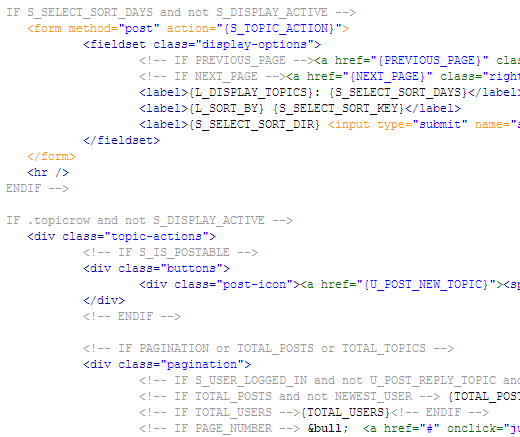 IF S_SELECT_SORT_DAYS and not S_DISPLAY_ACTIVE -->
<form method="post" action="{S_TOPIC_ACTION}">
<fieldset class="display-options">
<!-- IF PREVIOUS_PAGE --><a href="{PREVIOUS_PAGE}" clas
<!-- IF NEXT_PAGE --><a href="{NEXT_PAGE}" class="right
<label>{L_DISPLAY_TOPICS}: {S_SELECT_SORT_DAYS}</label>
<label>{L_SORT_BY} {S_SELECT_SORT_KEY}</label>
<label>{S_SELECT_SORT_DIR} <input type="submit" name="s
</fieldset>
</form>
<hr />
ENDIF -->
IF .topicrow and not S_DISPLAY_ACTIVE -->
<div class="topic-actions">
<!-- IF S_IS_POSTABLE -->
<div class="buttons">
<div class="post-icon"><a href="{U_POST_NEW_TOPIC}"><sp
</div>
<!-- ENDIF -->
<!-- IF PAGINATION or TOTAL_POSTS or TOTAL_TOPICS -->
<div class="pagination">
<!-- IF S_USER_LOGGED_IN and not U_POST_REPLY_TOPIC and
<!-- IF TOTAL_POSTS and not NEWEST_USER --> {TOTAL_POST
<!-- IF TOTAL_USERS -->{TOTAL_USERS}<!-- ENDIF -->
<!-- IF PAGE_NUMBER --> &bull; <a href="#" onclick="ju